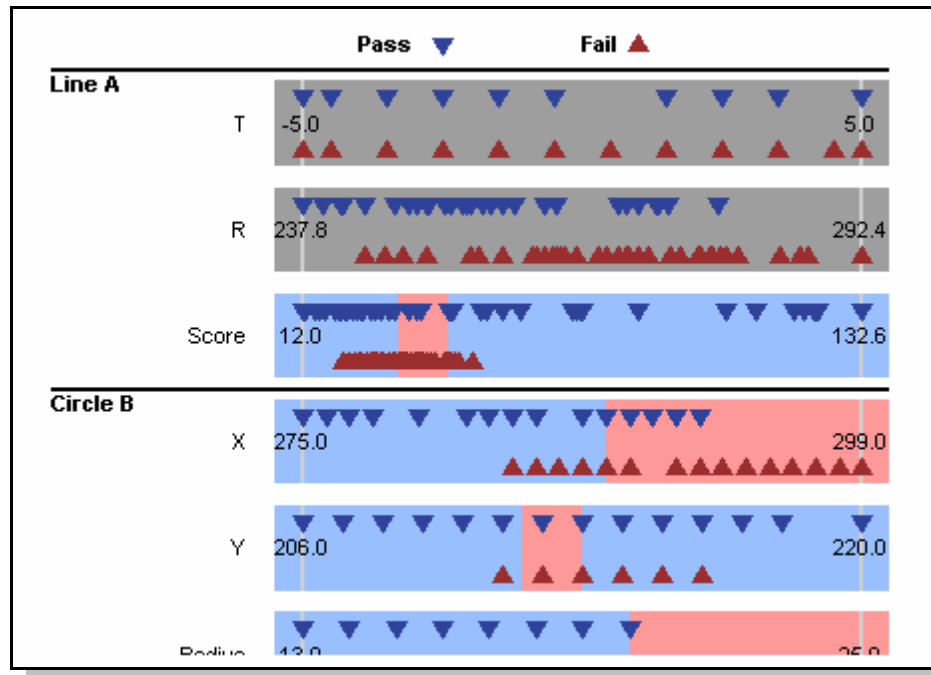 Pass Fail
Line A
T -5.0 5.0
R 237.8 292.4
Score 12.0 132.6
Circle B
X 275.0 299.0
Y 206.0 220.0
Radius